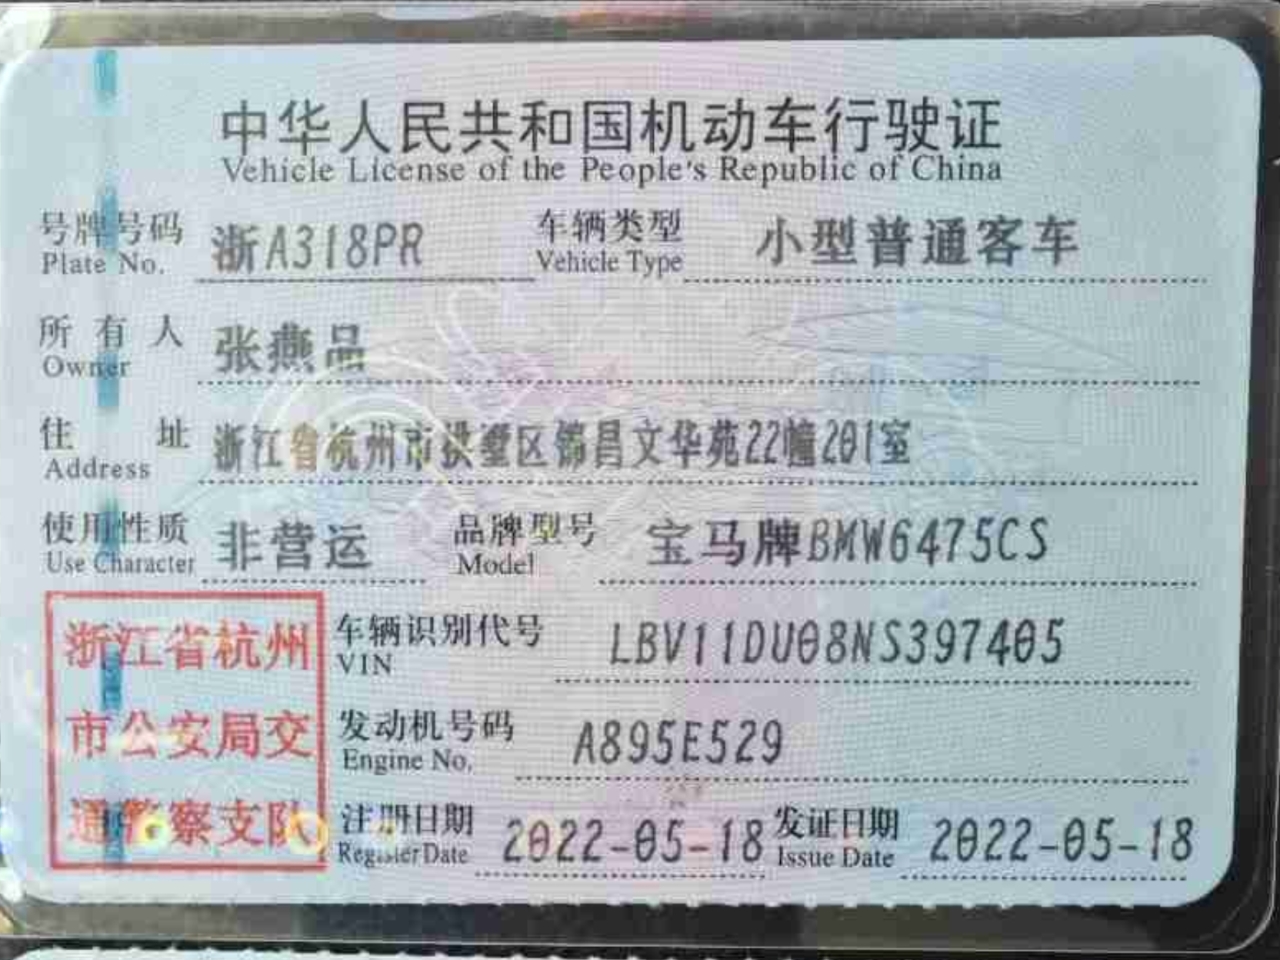 中华人民共和国机动车行驶证
Vehicle License of the People's Republic of China
号牌号码 浙A318PR 车辆类型 小型普通客车
Plate No. Vehicle Type
所有人 张燕品
Owner
住址 浙江省杭州市拱墅区锦昌文华苑22幢201室
Address
使用性质 非营运 品牌型号 宝马牌BMW6475CS
Use Character Model
浙江省杭州
市公安局交
通警察支队
车辆识别代号 LBV11DU08NS397405
VIN
发动机号码 A895E529
Engine No.
注册日期 2022-05-18 发证日期 2022-05-18
Register Date Issue Date